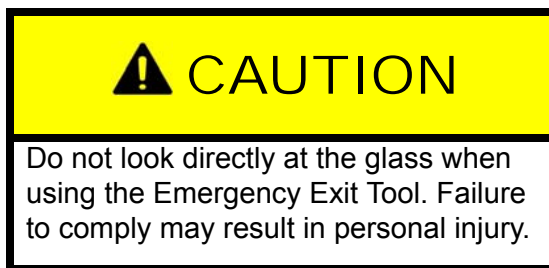 CAUTION
Do not look directly at the glass when
using the Emergency Exit Tool. Failure
to comply may result in personal injury.